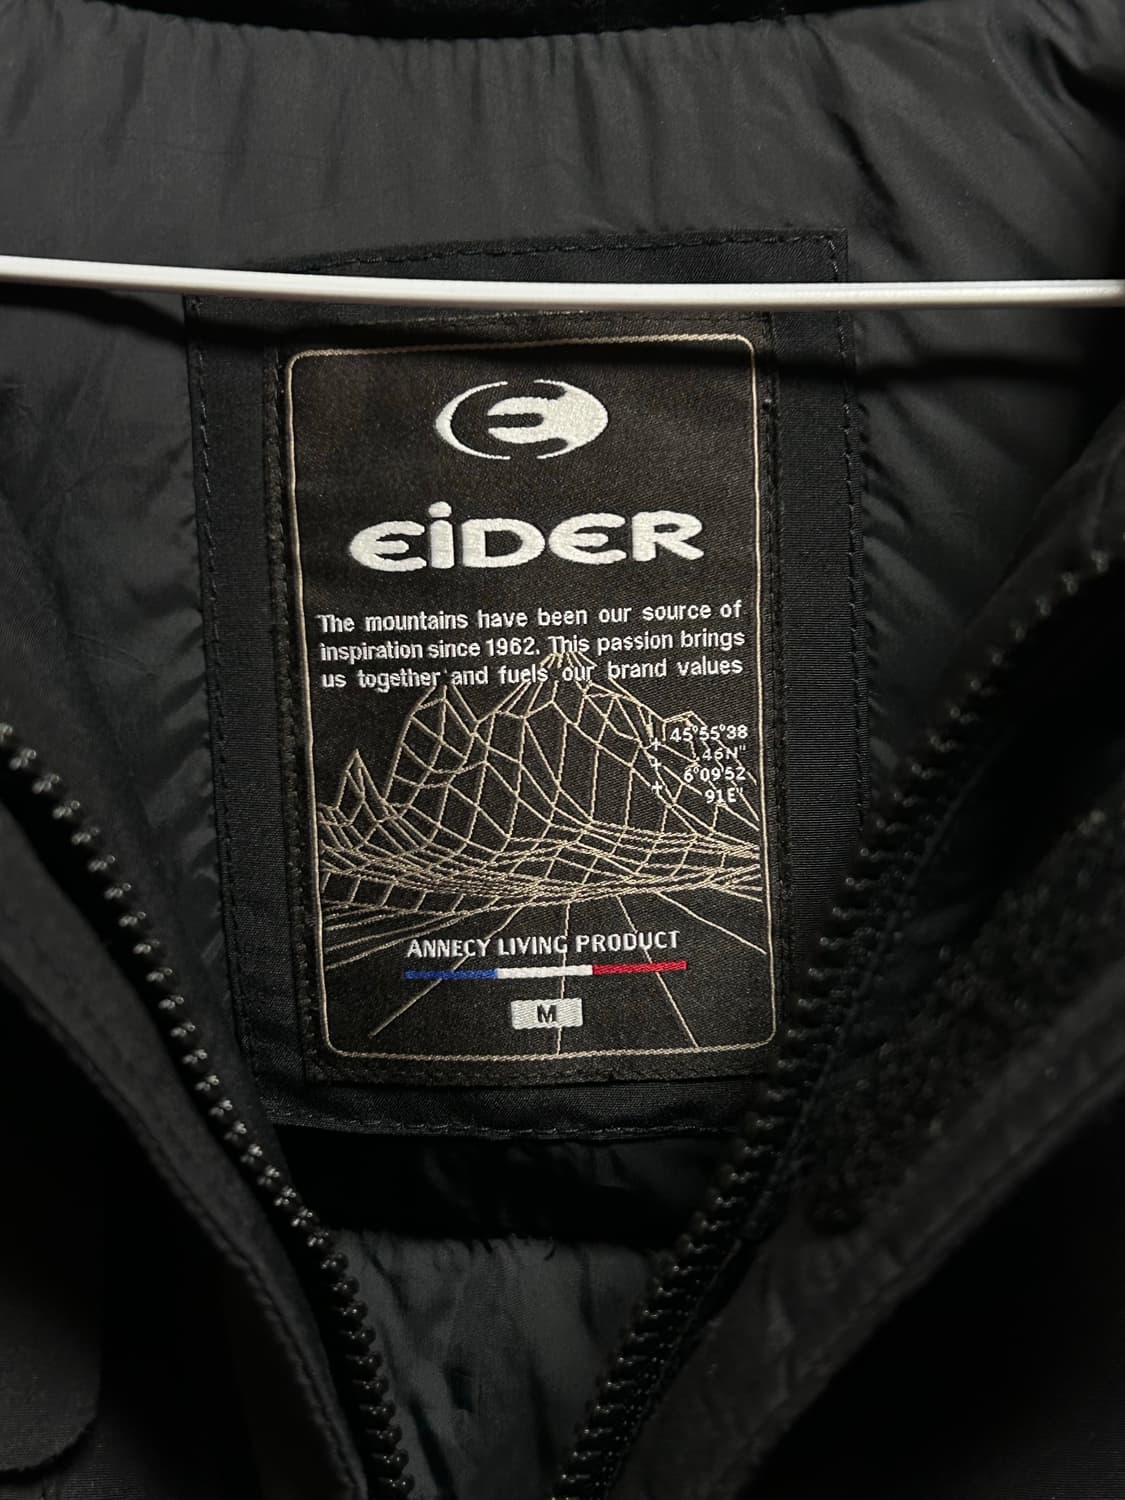 EiDER
The mountains have been our source of
inspiration since 1962. This passion brings
us together and fuels our brand values
45°55°38
.46N"
6°09'52
91E"
ANNECY LIVING PRODUCT
M